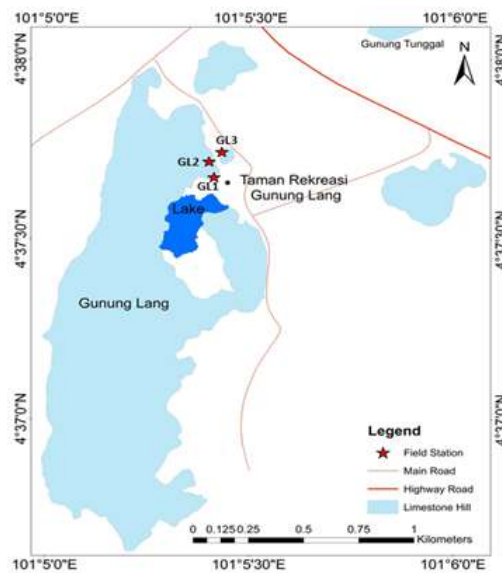 101°5'0"E 101°5'3"E 101°6'0"E
Gunung Tunggal
4°38'0"N
4°38'0"N
N
GL3
GL2
GL1
Taman Rekreasi
Gunung Lang
Lake
4°37'30"N
4°37'30"N
Gunung Lang
4°37'0"N
4°37'0"N
Legend
Field Station
Main Road
Highway Road
Limestone Hill
0 0.125 0.25 0.5 0.75 1
Kilometers
101°5'0"E 101°5'3"E 101°6'0"E